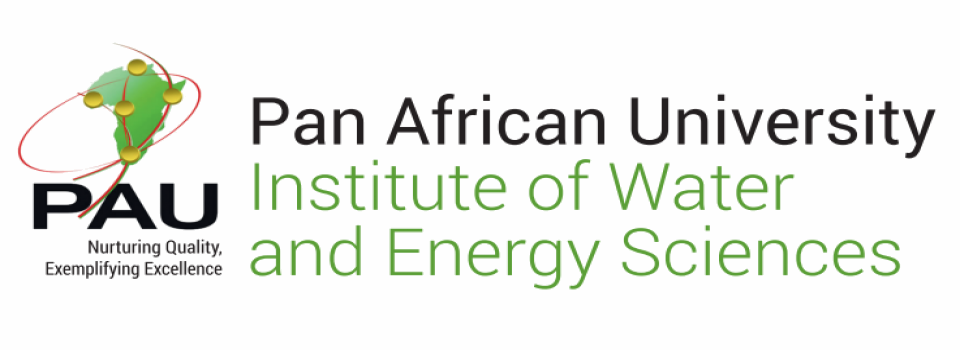 PAU
Nurturing Quality,
Exemplifying Excellence
Pan African University
Institute of Water
and Energy Sciences